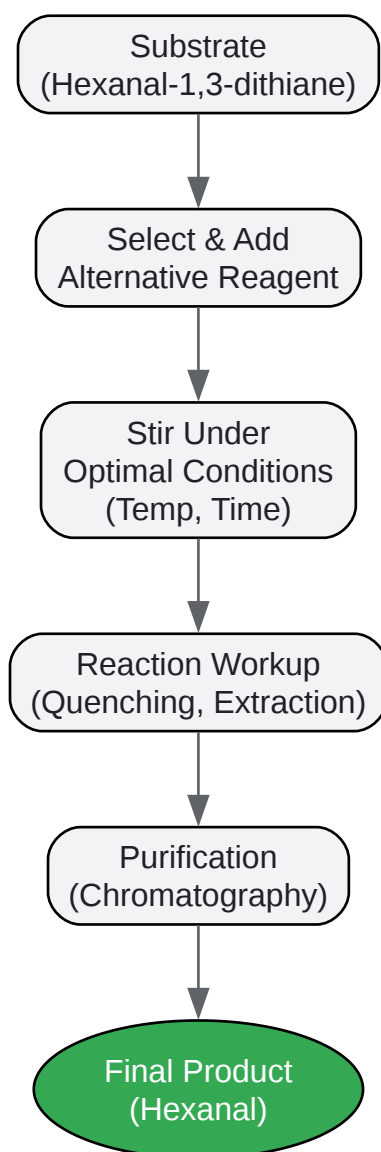 Substrate
(Hexanal-1,3-dithiane)
Select & Add
Alternative Reagent
Stir Under
Optimal Conditions
(Temp, Time)
Reaction Workup
(Quenching, Extraction)
Purification
(Chromatography)
Final Product
(Hexanal)